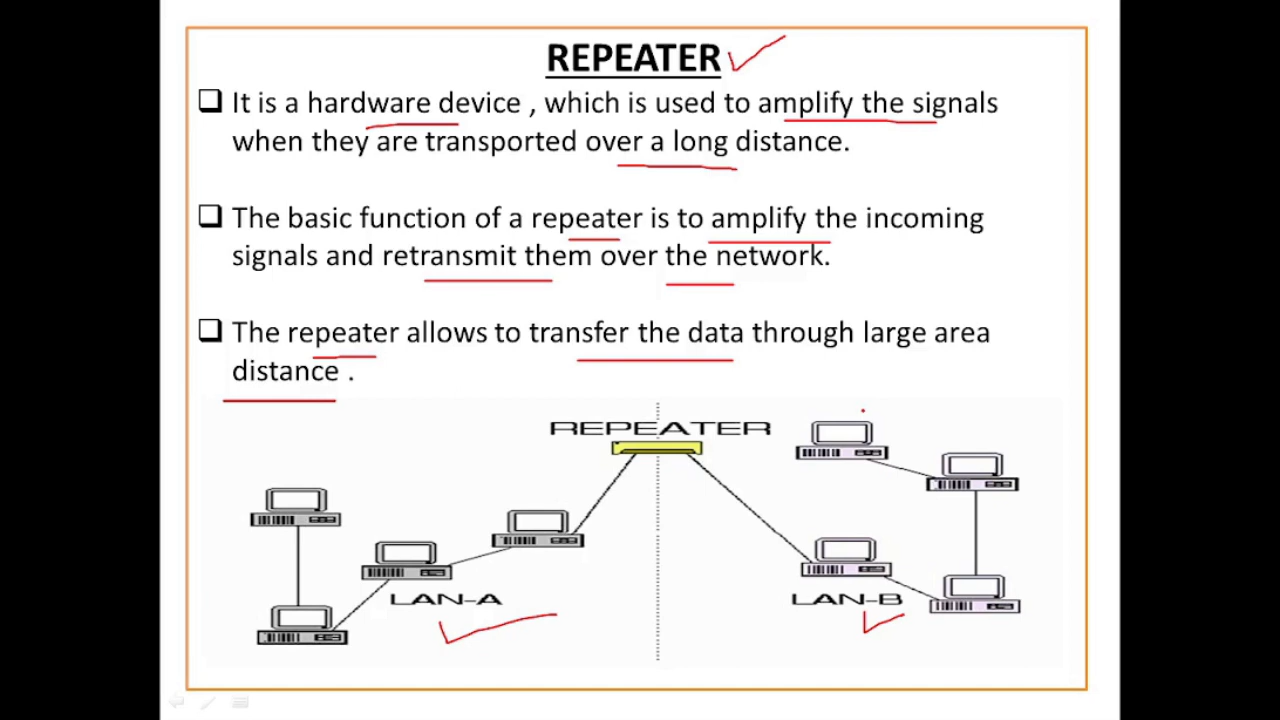 REPEATER
It is a hardware device , which is used to amplify the signals
when they are transported over a long distance.
The basic function of a repeater is to amplify the incoming
signals and retransmit them over the network.
The repeater allows to transfer the data through large area
distance .
REPEATER
LAN-A
LAN-B